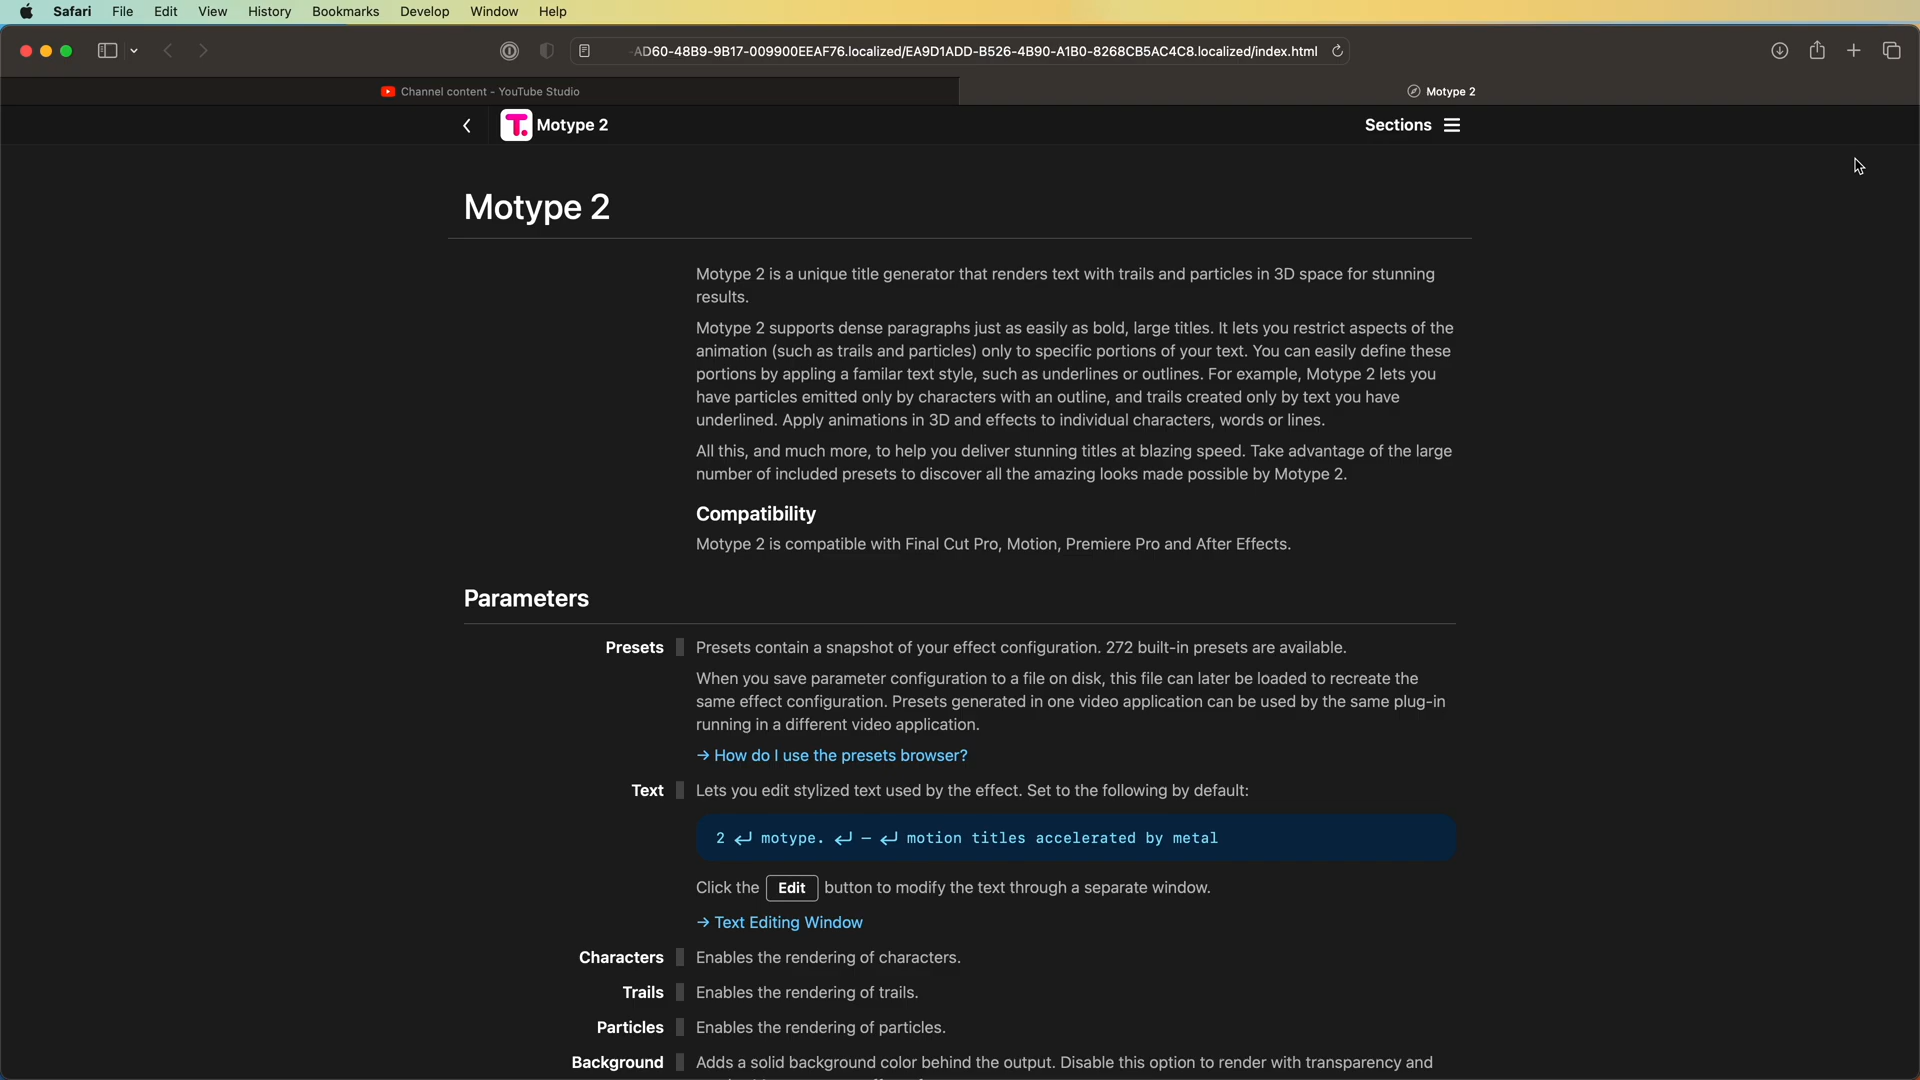 Safari File Edit View History Bookmarks Develop Window Help
-AD60-48B9-9B17-009900EEAF76.localized/EA9D1ADD-B526-4B90-A1B0-8268CB5AC4C8.localized/index.html
Channel content - YouTube Studio
Motype 2
T. Motype 2
Sections
Motype 2
Motype 2 is a unique title generator that renders text with trails and particles in 3D space for stunning
results.
Motype 2 supports dense paragraphs just as easily as bold, large titles. It lets you restrict aspects of the
animation (such as trails and particles) only to specific portions of your text. You can easily define these
portions by appling a familar text style, such as underlines or outlines. For example, Motype 2 lets you
have particles emitted only by characters with an outline, and trails created only by text you have
underlined. Apply animations in 3D and effects to individual characters, words or lines.
All this, and much more, to help you deliver stunning titles at blazing speed. Take advantage of the large
number of included presets to discover all the amazing looks made possible by Motype 2.
Compatibility
Motype 2 is compatible with Final Cut Pro, Motion, Premiere Pro and After Effects.
Parameters
Presets Presets contain a snapshot of your effect configuration. 272 built-in presets are available.
When you save parameter configuration to a file on disk, this file can later be loaded to recreate the
same effect configuration. Presets generated in one video application can be used by the same plug-in
running in a different video application.
→ How do I use the presets browser?
Text Lets you edit stylized text used by the effect. Set to the following by default:
2 ↵ motype. ↵ — ↵ motion titles accelerated by metal
Click the Edit button to modify the text through a separate window.
→ Text Editing Window
Characters Enables the rendering of characters.
Trails Enables the rendering of trails.
Particles Enables the rendering of particles.
Background Adds a solid background color behind the output. Disable this option to render with transparency and